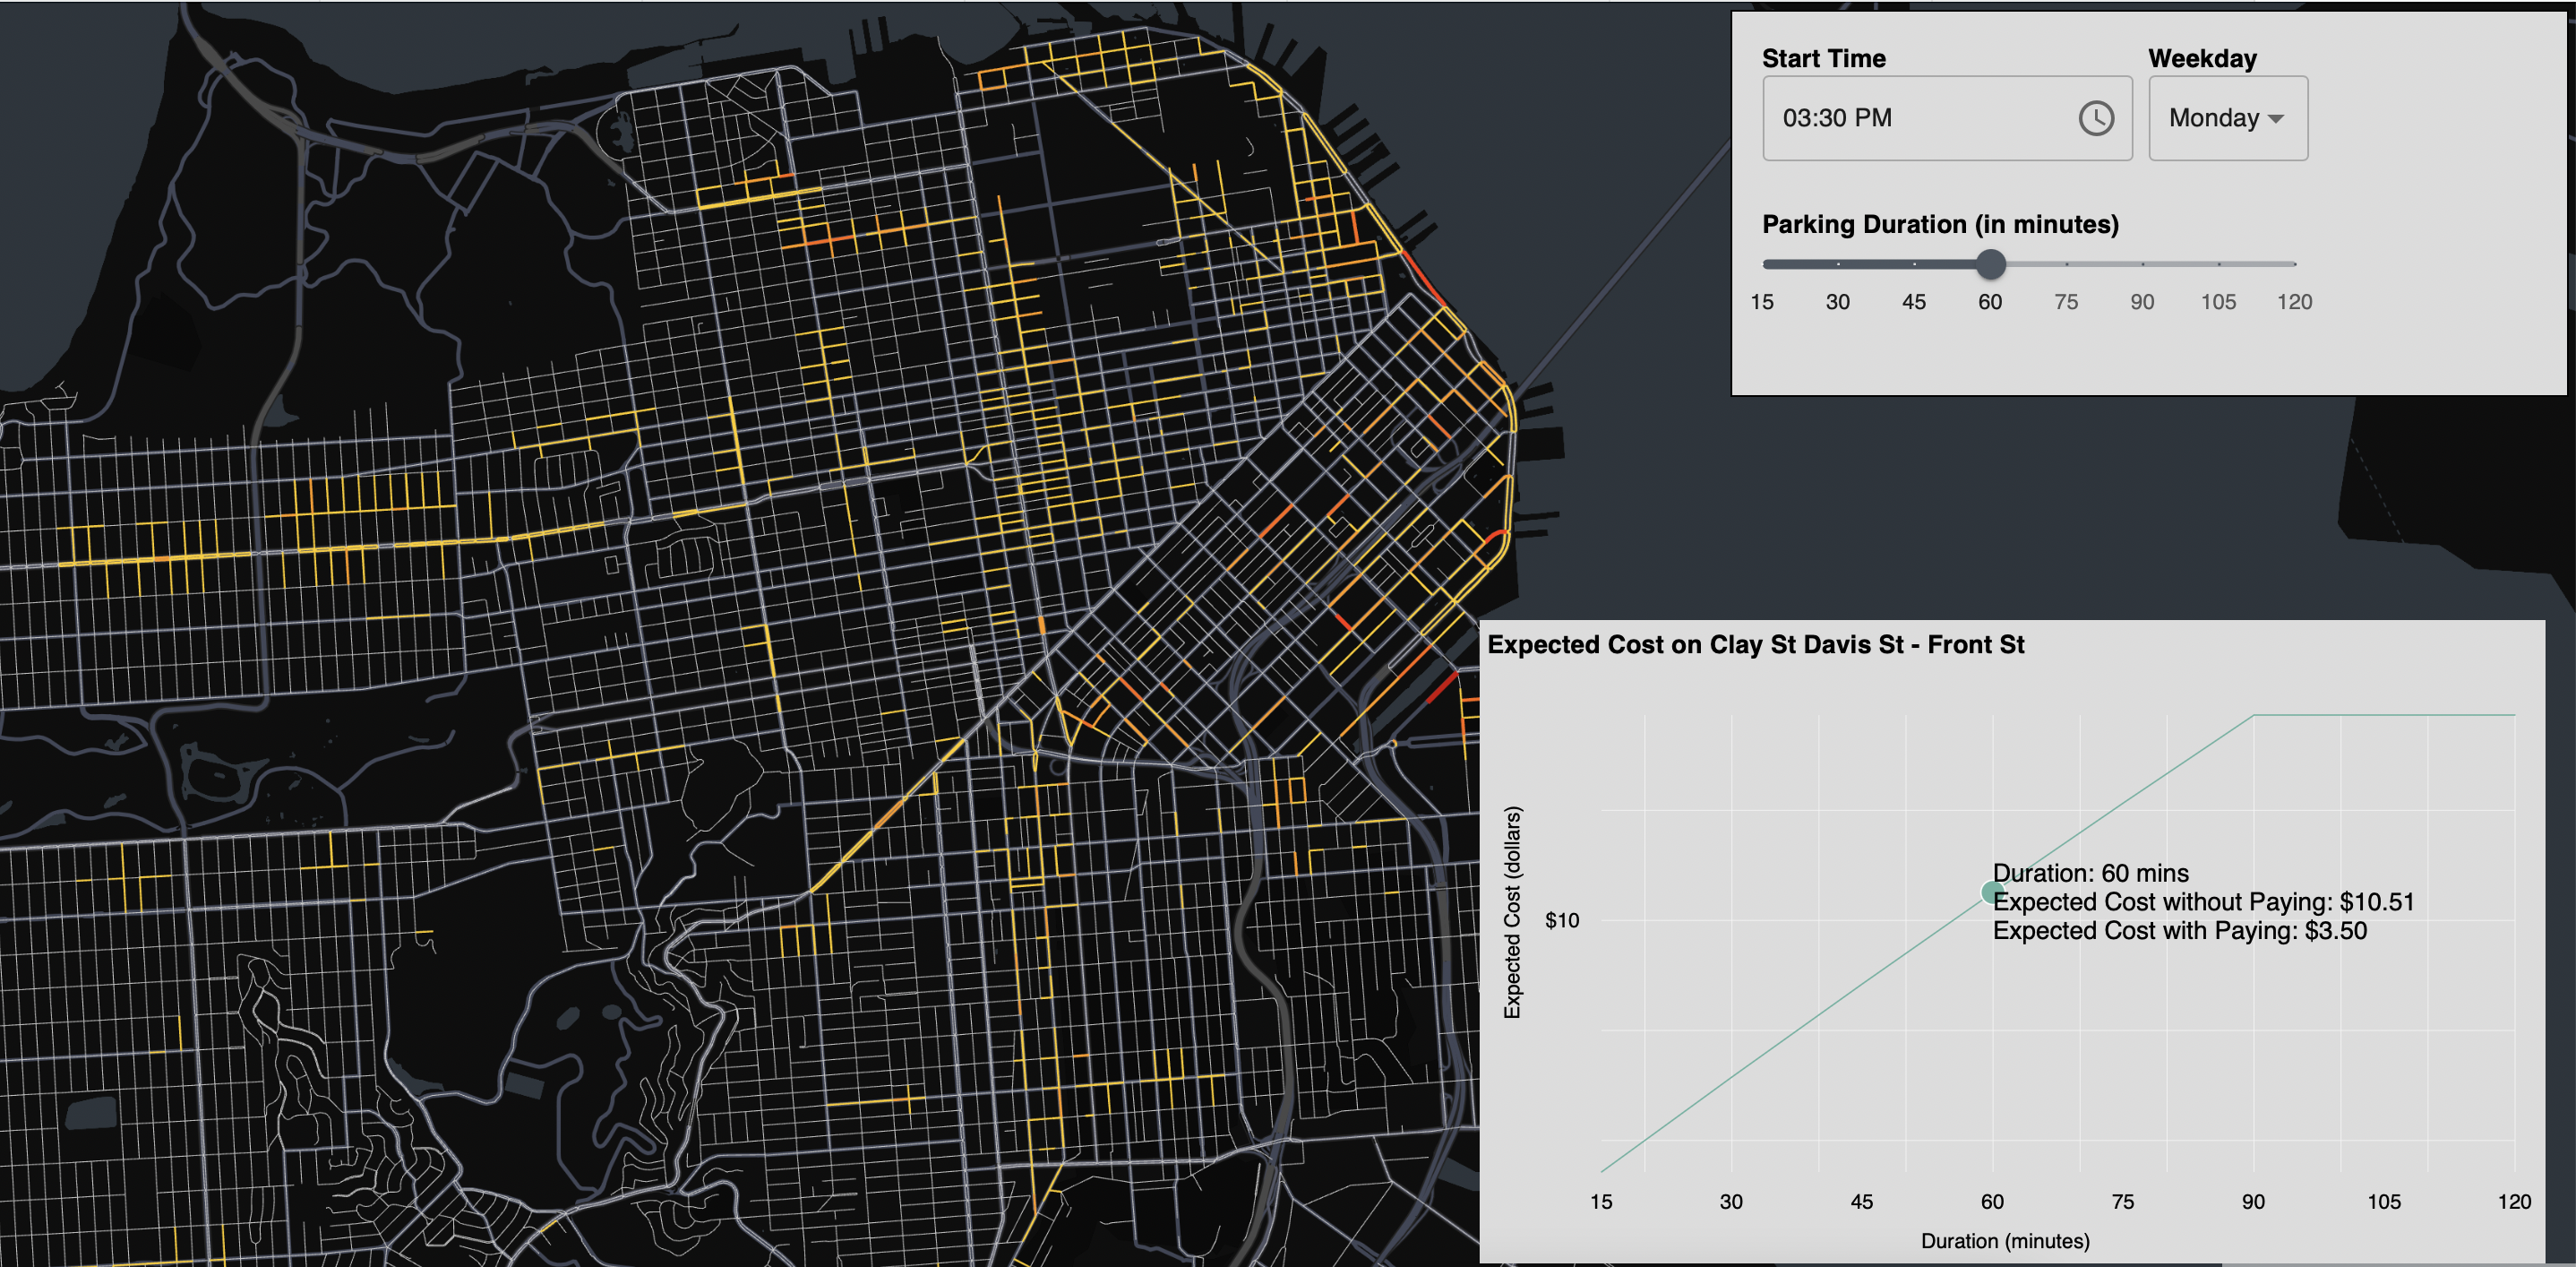 Start Time Weekday
03:30 PM Monday
Parking Duration (in minutes)
15 30 45 60 75 90 105 120
Expected Cost on Clay St Davis St - Front St
Expected Cost (dollars)
$10
Duration: 60 mins
Expected Cost without Paying: $10.51
Expected Cost with Paying: $3.50
15 30 45 60 75 90 105 120
Duration (minutes)